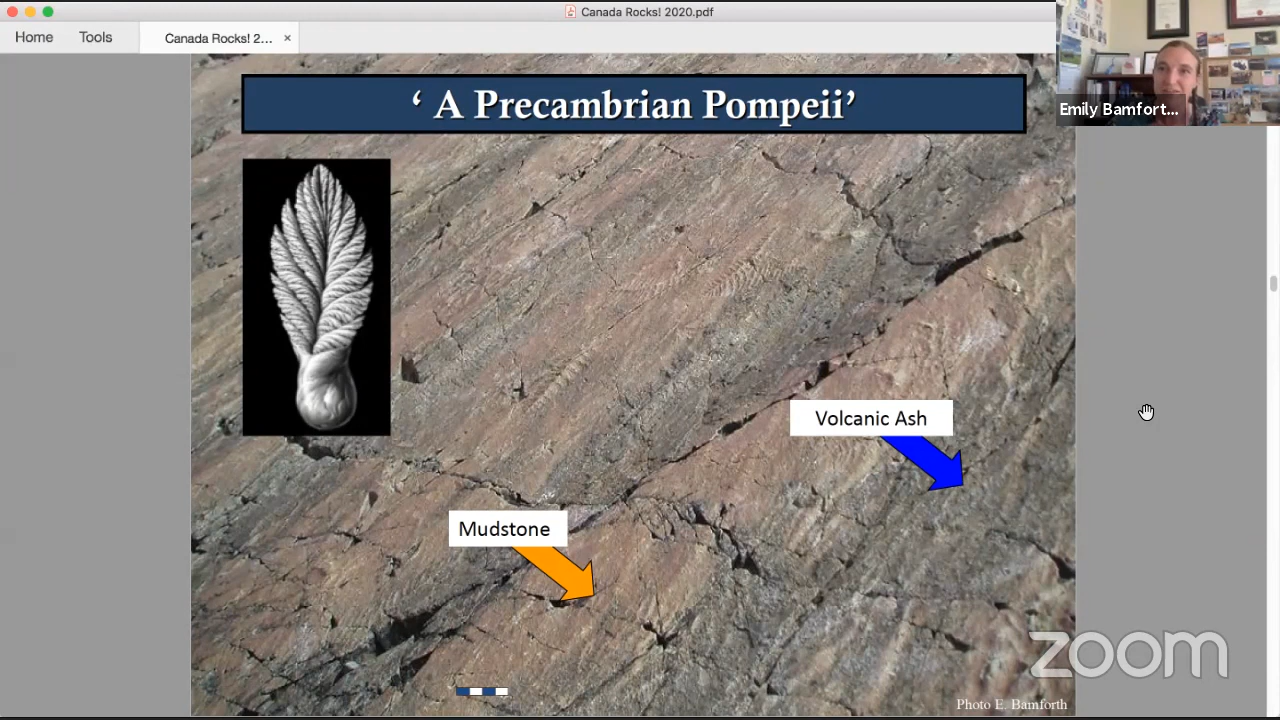 Canada Rocks! 2020.pdf
Home
Tools
Canada Rocks! 2...
×
‘ A Precambrian Pompeii’
Emily Bamfort...
Volcanic Ash
Mudstone
zoom
Photo E. Bamforth